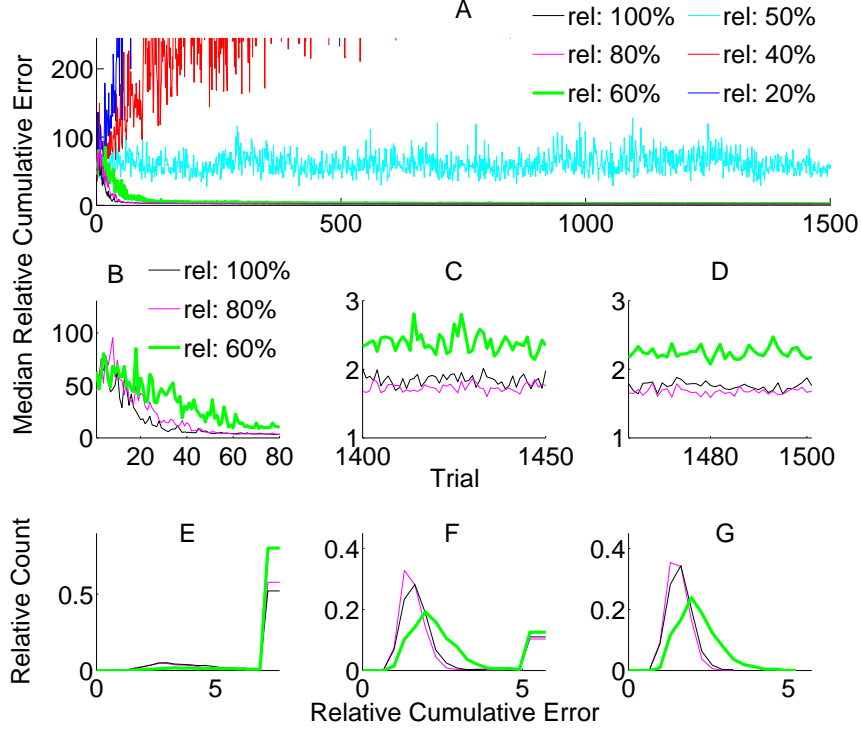 A
rel: 100%
rel: 50%
rel: 80%
rel: 40%
rel: 60%
rel: 20%
200
100
0
0
500
1000
1500
Median Relative Cumulative Error
B
rel: 100%
rel: 80%
rel: 60%
100
50
0
20
40
60
80
C
3
2
1
1400
1450
D
3
2
1
1480
1500
Trial
Relative Count
E
0.5
0
0
5
F
0.4
0.2
0
0
5
G
0.4
0.2
0
0
5
Relative Cumulative Error